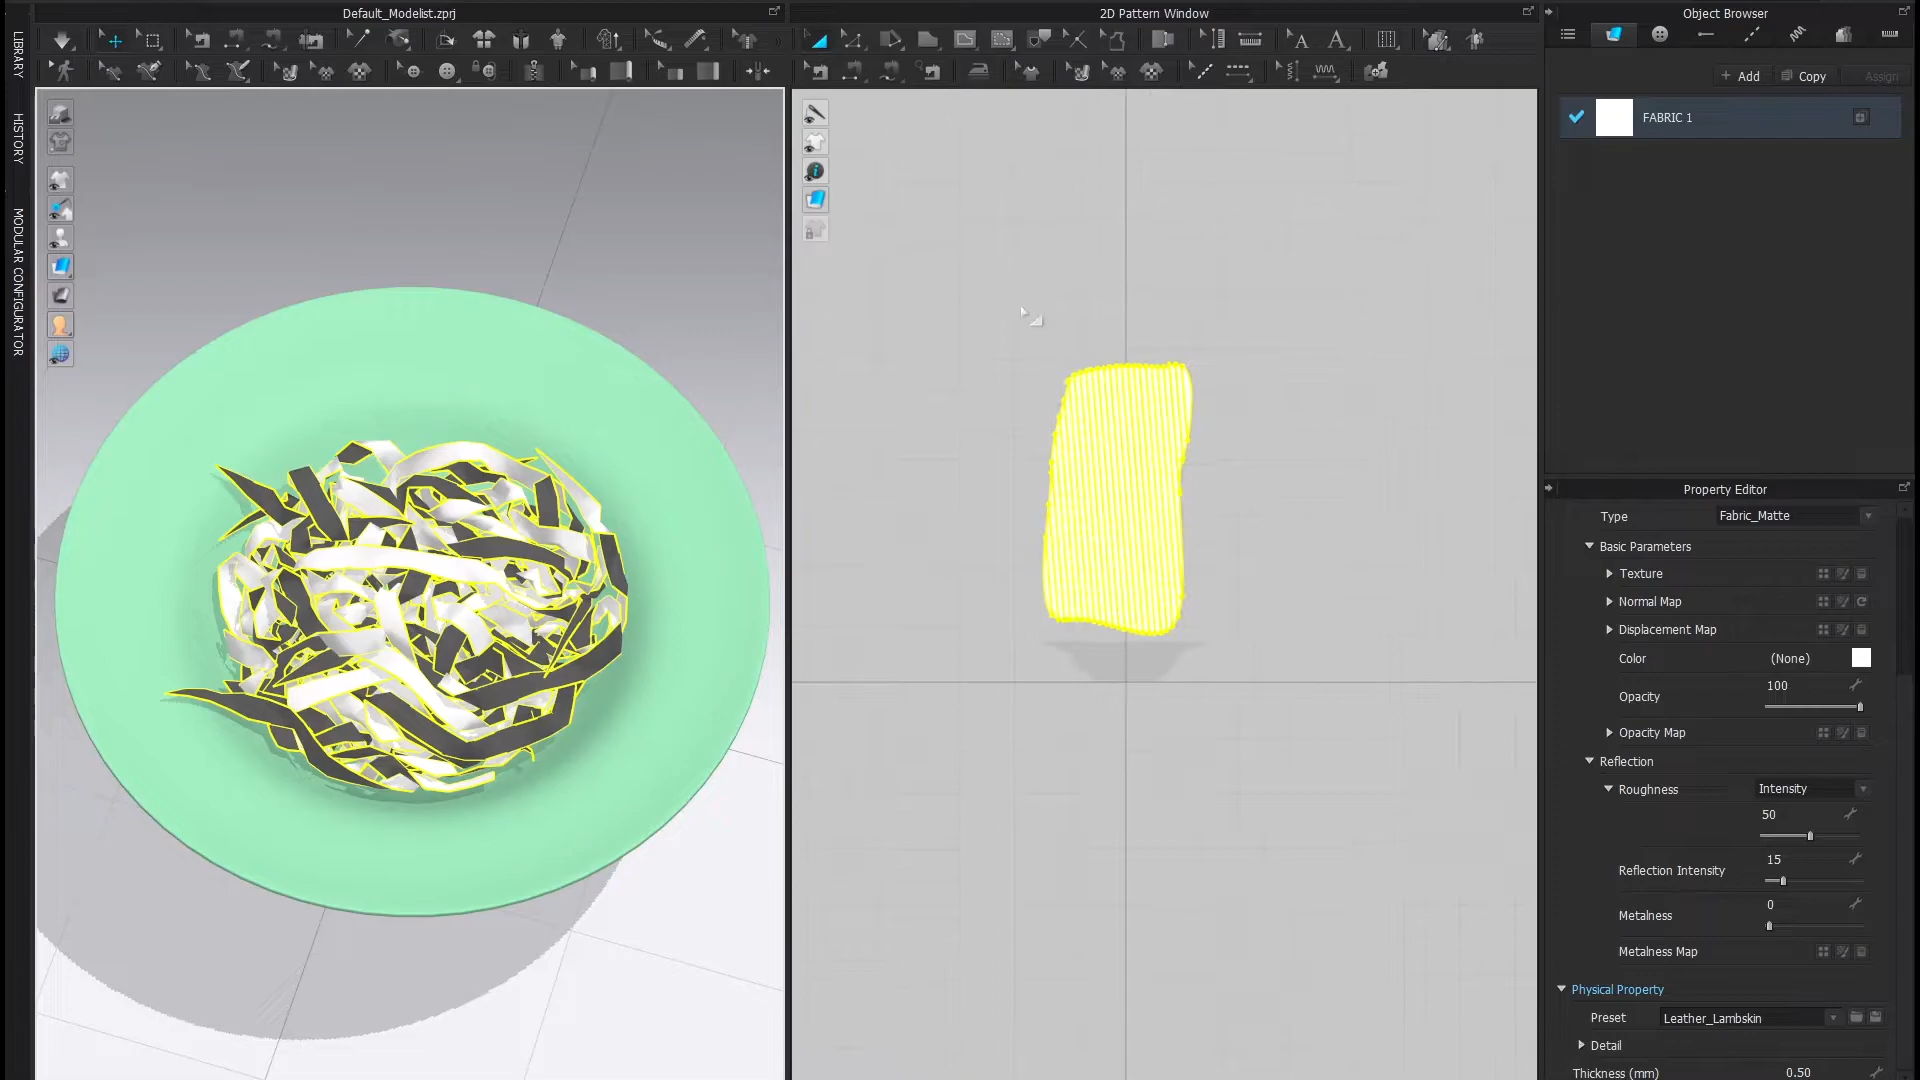 Default_Modelist.zprj
2D Pattern Window
Object Browser
LIBRARY
HISTORY
MODULAR CONFIGURATOR
+ Add
Copy
Assign
FABRIC 1
Property Editor
Type
Fabric_Matte
Basic Parameters
Texture
Normal Map
Displacement Map
Color
(None)
Opacity
100
Opacity Map
Reflection
Roughness
Intensity
50
Reflection Intensity
15
Metalness
0
Metalness Map
Physical Property
Preset
Leather_Lambskin
Detail
Thickness (mm)
0.50